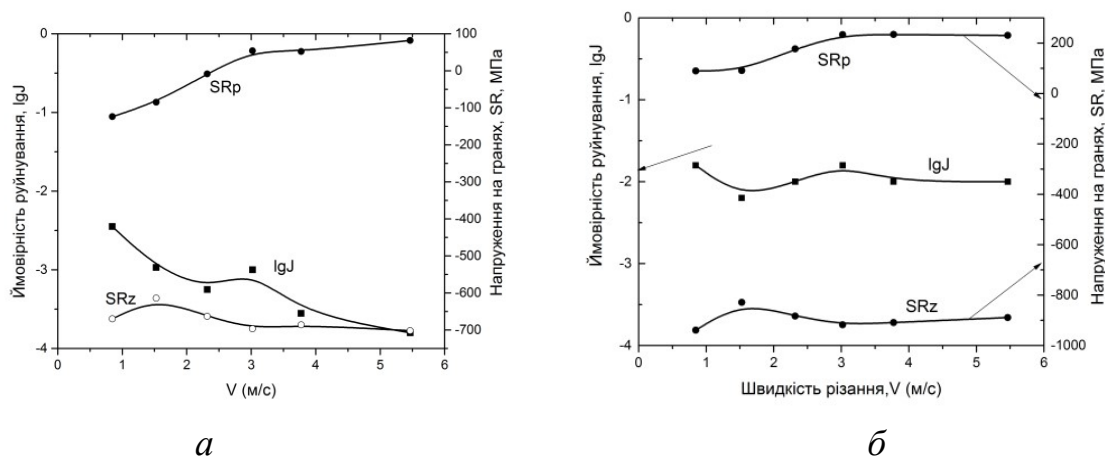 Ймовірність руйнування, lgJ
0
-1
-2
-3
-4
SRp
lgJ
SRz
100
0
-100
-200
-300
-400
-500
-600
-700
Напруження на гранях, SR, МПа
0 1 2 3 4 5 6
V (м/с)
а
Ймовірність руйнування, lgJ
0
-1
-2
-3
-4
SRp
lgJ
SRz
200
0
-200
-400
-600
-800
-1000
Напруження на гранях, SR, МПа
0 1 2 3 4 5 6
Швидкість різання,V (м/с)
б